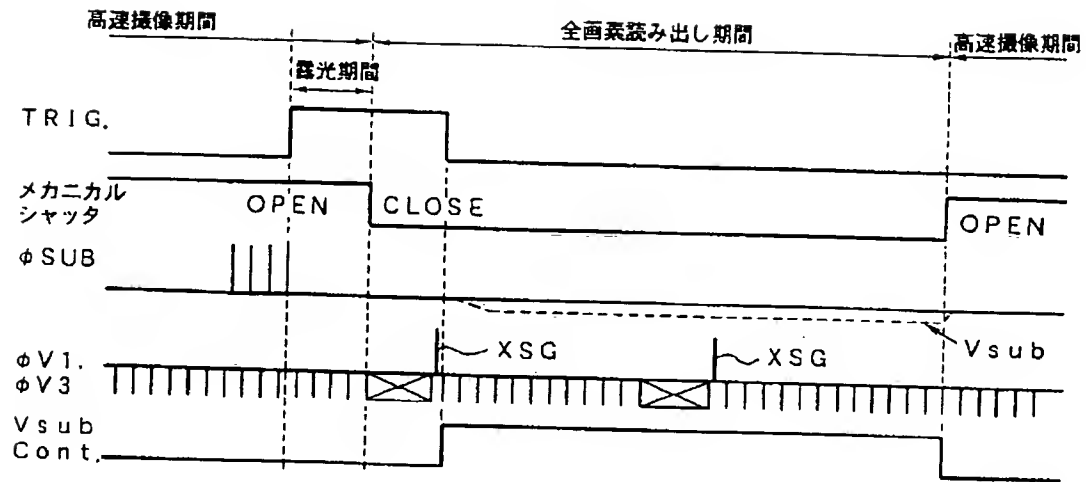 高速撮像期間
全画素読み出し期間
高速撮像期間
露光期間
TRIG.
メカニカル
シャッタ
OPEN
CLOSE
OPEN
φSUB
Vsub
XSG
XSG
φV1.
φV3
Vsub
Cont.